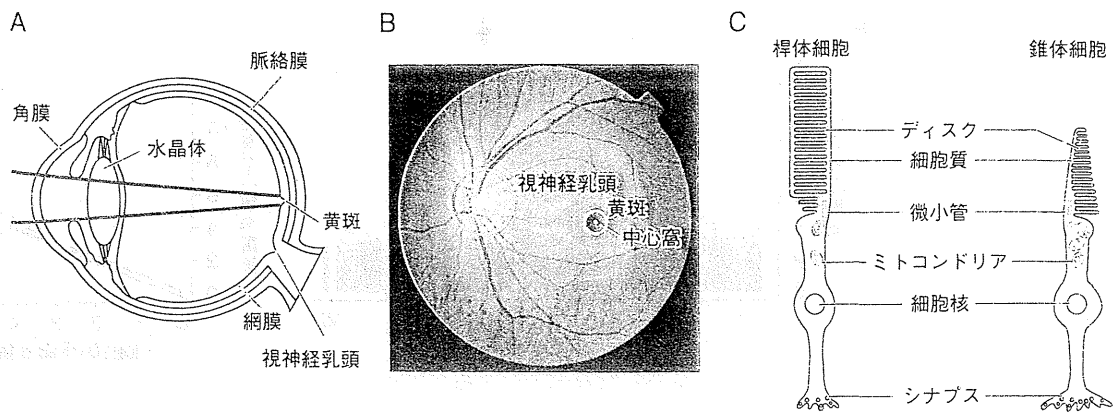 A
脈絡膜
角膜
水晶体
黄斑
網膜
視神経乳頭
B
視神経乳頭
黄斑
中心窩
C
桿体細胞
錐体細胞
ディスク
細胞質
微小管
ミトコンドリア
細胞核
シナプス